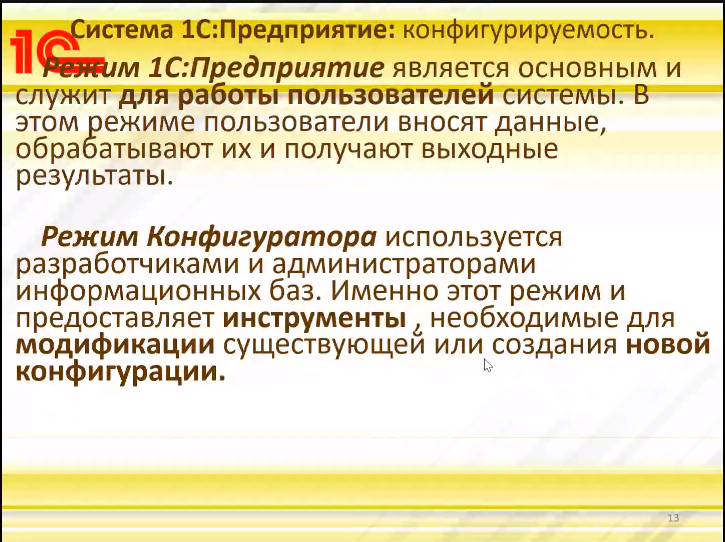 Система 1С:Предприятие: конфигурируемость.
1С
Режим 1С:Предприятие является основным и
служит для работы пользователей системы. В
этом режиме пользователи вносят данные,
обрабатывают их и получают выходные
результаты.
Режим Конфигуратора используется
разработчиками и администраторами
информационных баз. Именно этот режим и
предоставляет инструменты , необходимые для
модификации существующей или создания новой
конфигурации.
13